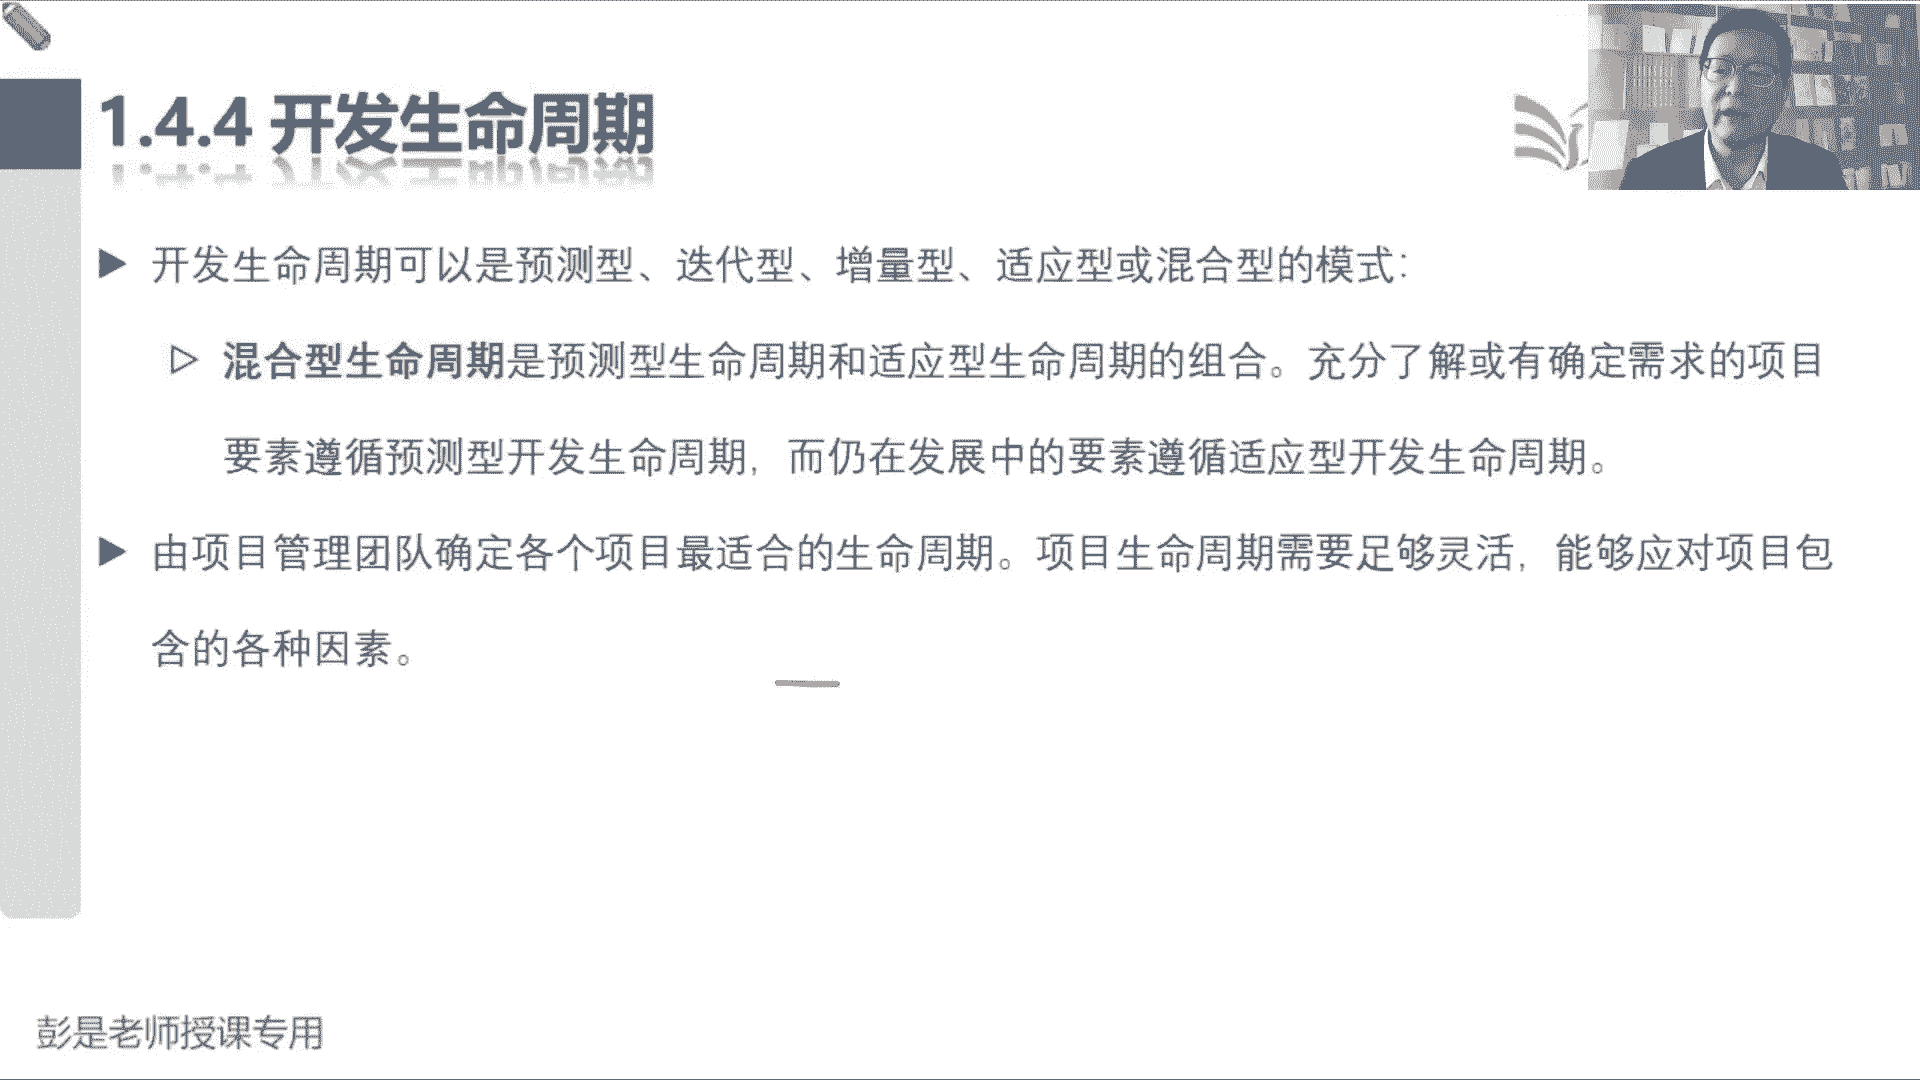 1.4.4 开发生命周期
开发生命周期可以是预测型、迭代型、增量型、适应型或混合型的模式：
混合型生命周期是预测型生命周期和适应型生命周期的组合。充分了解或有确定需求的项目
要素遵循预测型开发生命周期，而仍在发展中的要素遵循适应型开发生命周期。
由项目管理团队确定各个项目最适合的生命周期。项目生命周期需要足够灵活，能够应对项目包
含的各种因素。
彭是老师授课专用